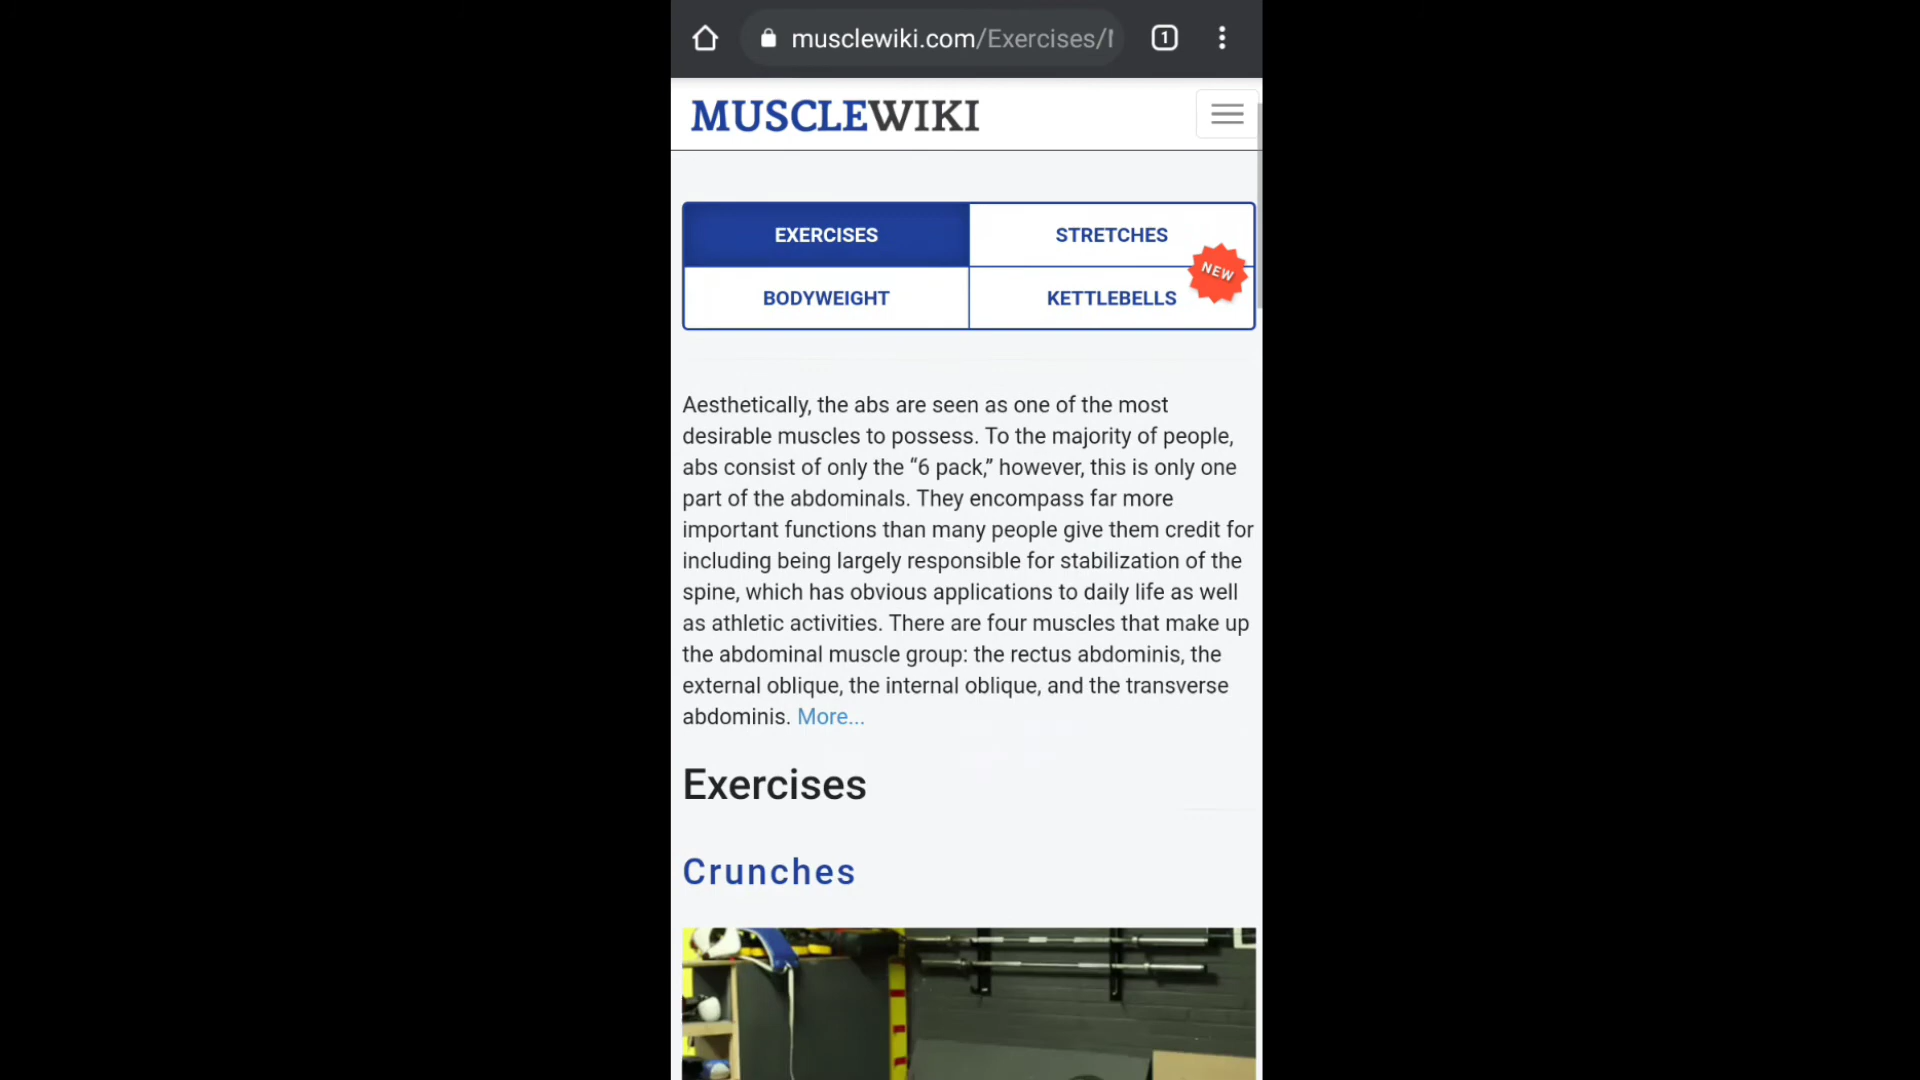 musclewiki.com/Exercises/
1
MUSCLEWIKI
EXERCISES
STRETCHES
NEW
BODYWEIGHT
KETTLEBELLS
Aesthetically, the abs are seen as one of the most
desirable muscles to possess. To the majority of people,
abs consist of only the “6 pack,” however, this is only one
part of the abdominals. They encompass far more
important functions than many people give them credit for
including being largely responsible for stabilization of the
spine, which has obvious applications to daily life as well
as athletic activities. There are four muscles that make up
the abdominal muscle group: the rectus abdominis, the
external oblique, the internal oblique, and the transverse
abdominis. More...
Exercises
Crunches